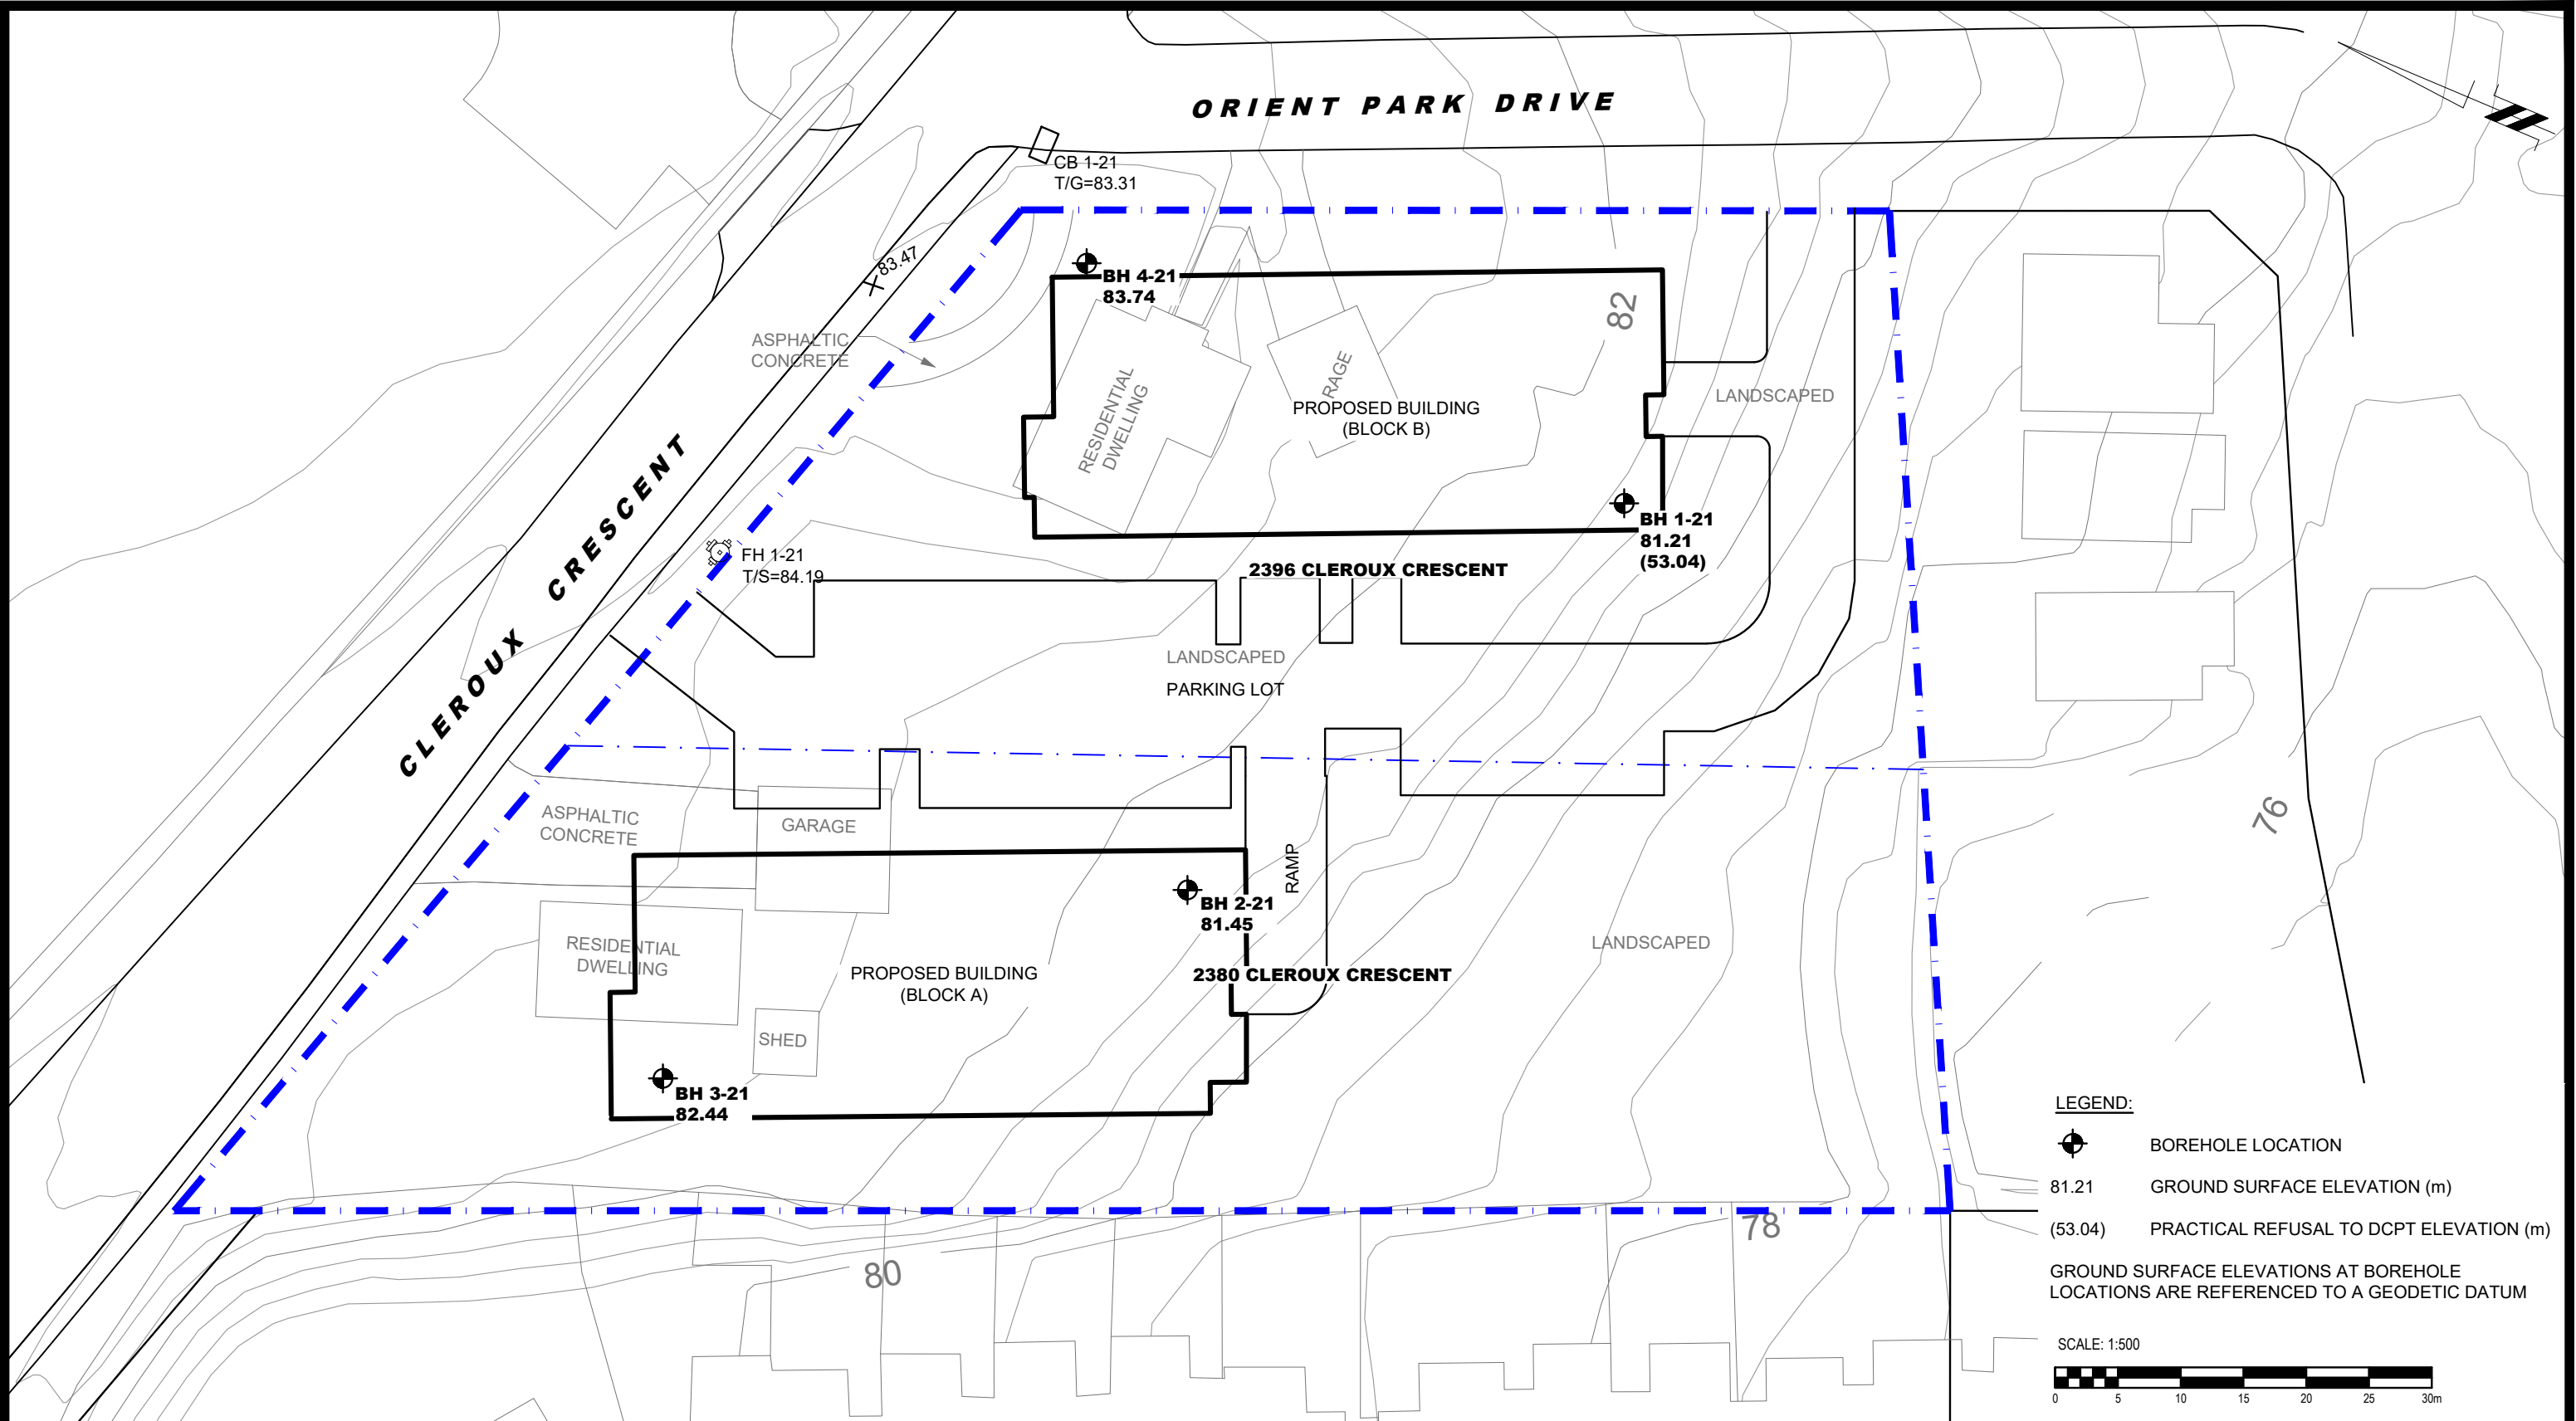 ORIENT PARK DRIVE
CB 1-21
T/G=83.31
83.47
BH 4-21
83.74
82
ASPHALTIC
CONCRETE
RESIDENTIAL
DWELLING
RAGE
LANDSCAPED
PROPOSED BUILDING
(BLOCK B)
CLEROUX CRESCENT
BH 1-21
81.21
(53.04)
FH 1-21
T/S=84.19
2396 CLEROUX CRESCENT
LANDSCAPED
PARKING LOT
ASPHALTIC
CONCRETE
GARAGE
76
RAMP
BH 2-21
81.45
RESIDENTIAL
DWELLING
PROPOSED BUILDING
(BLOCK A)
2380 CLEROUX CRESCENT
LANDSCAPED
SHED
BH 3-21
82.44
78
80
LEGEND:
BOREHOLE LOCATION
81.21 GROUND SURFACE ELEVATION (m)
(53.04) PRACTICAL REFUSAL TO DCPT ELEVATION (m)
GROUND SURFACE ELEVATIONS AT BOREHOLE
LOCATIONS ARE REFERENCED TO A GEODETIC DATUM
SCALE: 1:500
0 5 10 15 20 25 30m